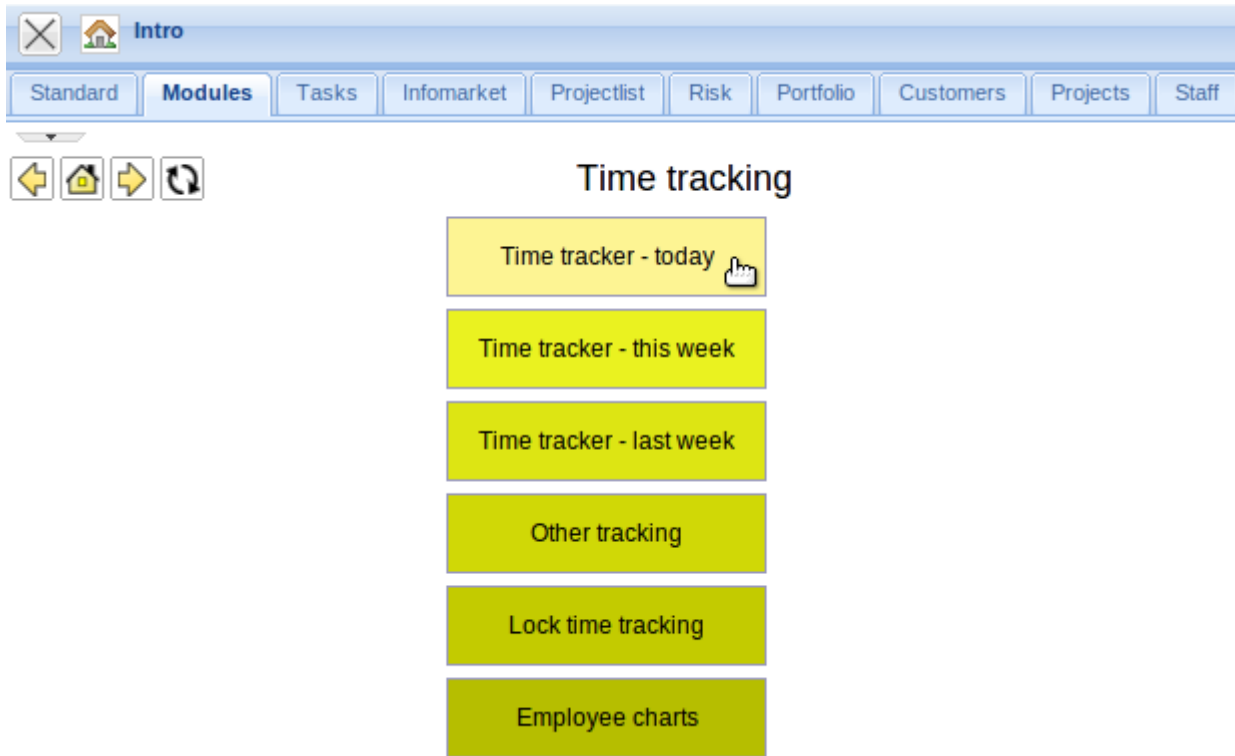 Intro
Standard Modules Tasks Infomarket Projectlist Risk Portfolio Customers Projects Staff
Time tracking
Time tracker - today
Time tracker - this week
Time tracker - last week
Other tracking
Lock time tracking
Employee charts